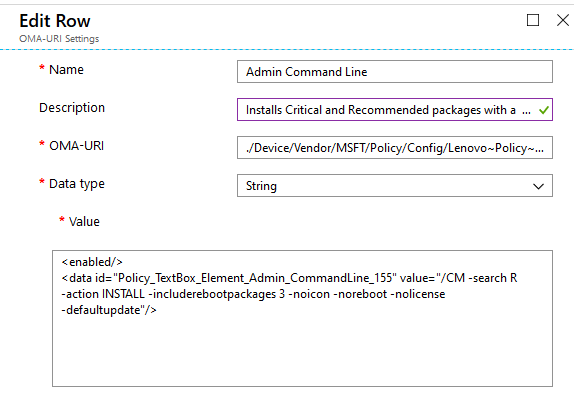 Edit Row
OMA-URI Settings
* Name
Admin Command Line
Description
Installs Critical and Recommended packages with a ...
* OMA-URI
./Device/Vendor/MSFT/Policy/Config/Lenovo~Policy~...
* Data type
String
* Value
<enabled/>
<data id="Policy_TextBox_Element_Admin_CommandLine_155" value="/CM -search R
-action INSTALL -includerebootpackages 3 -noicon -noreboot -nolicense
-defaultupdate"/>